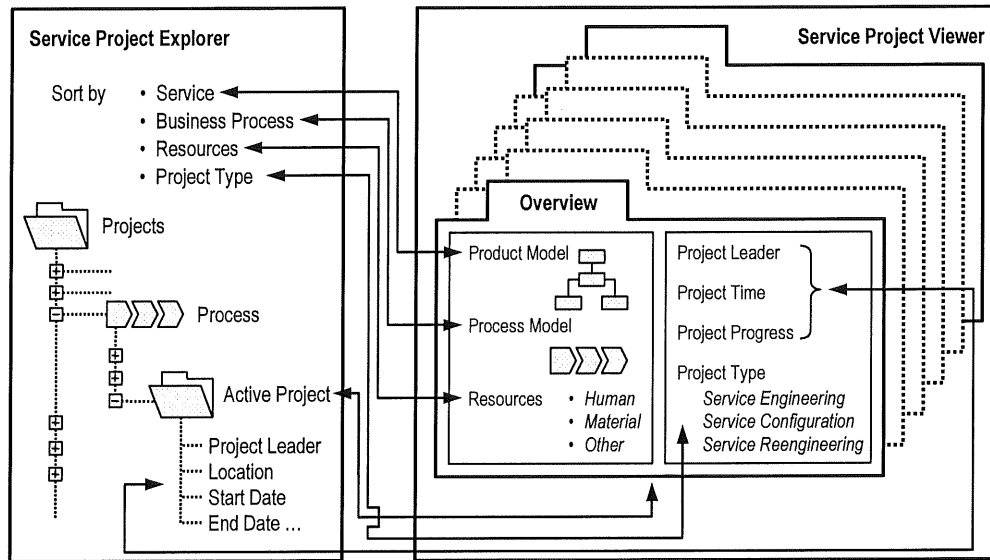 Service Project Explorer
Sort by
• Service
• Business Process
• Resources
• Project Type
Projects
Process
Active Project
Project Leader
Location
Start Date
End Date ...
Service Project Viewer
Overview
Product Model
Process Model
Resources
• Human
• Material
• Other
Project Leader
Project Time
Project Progress
Project Type
Service Engineering
Service Configuration
Service Reengineering